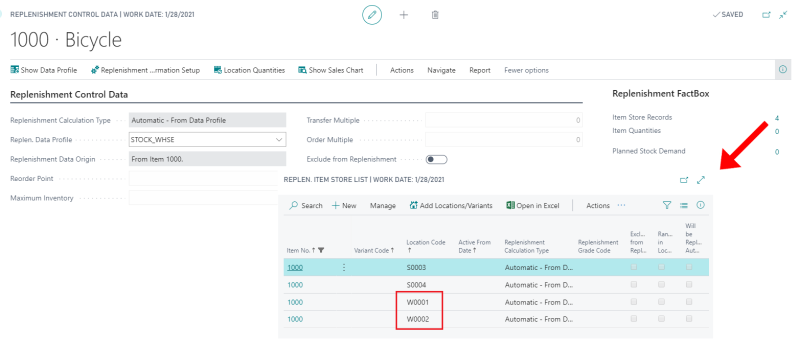 REPLENISHMENT CONTROL DATA | WORK DATE: 1/28/2021
✓ SAVED
1000 · Bicycle
Show Data Profile Replenishment ...rmation Setup Location Quantities Show Sales Chart Actions Navigate Report Fewer options
Replenishment Control Data
Replenishment FactBox
Replenishment Calculation Type Automatic - From Data Profile Transfer Multiple 0
Item Store Records 4
Replen. Data Profile STOCK_WHSE Order Multiple 0
Item Quantities 0
Replenishment Data Origin From Item 1000. Exclude from Replenishment
Planned Stock Demand 0
Reorder Point
Maximum Inventory
REPLEN. ITEM STORE LIST | WORK DATE: 1/28/2021
Search + New Manage Add Locations/Variants Open in Excel Actions ...
Item No. ↑ Variant Code ↑ Location Code ↑ Active From Date ↑ Replenishment Calculation Type Replenishment Grade Code Excl... from Repl... Ran... in Loc... Will be Repl... Aut...
1000 S0003 Automatic - From D...
1000 S0004 Automatic - From D...
1000 W0001 Automatic - From D...
1000 W0002 Automatic - From D...